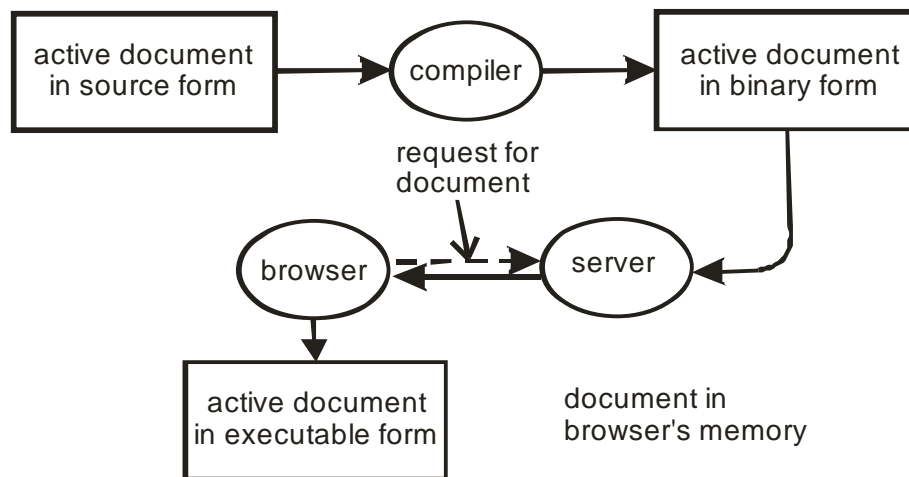 active document
in source form
compiler
active document
in binary form
request for
document
browser
server
active document
in executable form
document in
browser's memory